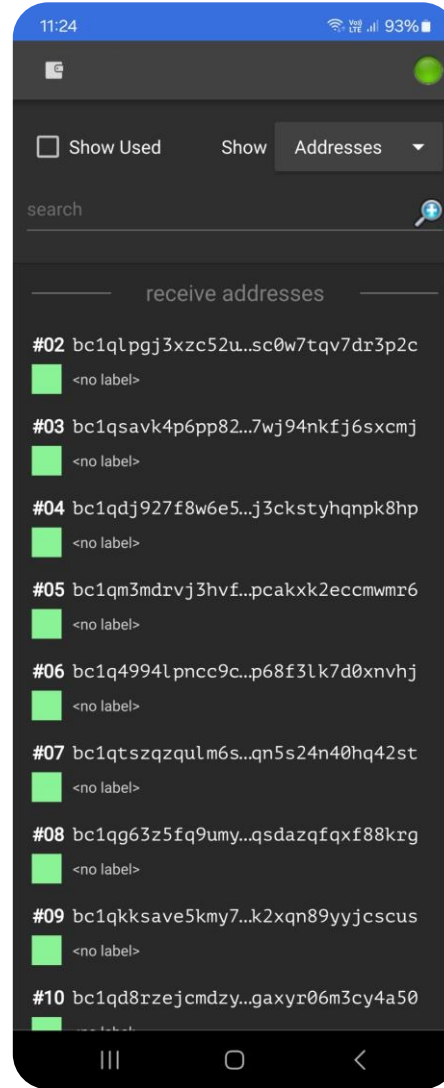 11:24 Vo)) LTE 93%
Show Used Show Addresses
search
receive addresses
#02 bc1qlpgj3xzc52u...sc0w7tqv7dr3p2c
<no label>
#03 bc1qsavk4p6pp82...7wj94nkfj6sxcmj
<no label>
#04 bc1qdj927f8w6e5...j3ckstyhqnpk8hp
<no label>
#05 bc1qm3mdrvj3hvf...pcakxk2eccmwmr6
<no label>
#06 bc1q4994lpncc9c...p68f3lk7d0xnvhj
<no label>
#07 bc1qtszqzqulm6s...qn5s24n40hq42st
<no label>
#08 bc1qg63z5fq9umy...qsdazqfqxf88krg
<no label>
#09 bc1qkksave5kmy7...k2xqn89yyjcscus
<no label>
#10 bc1qd8rzejcmdzy...gaxyr06m3cy4a50